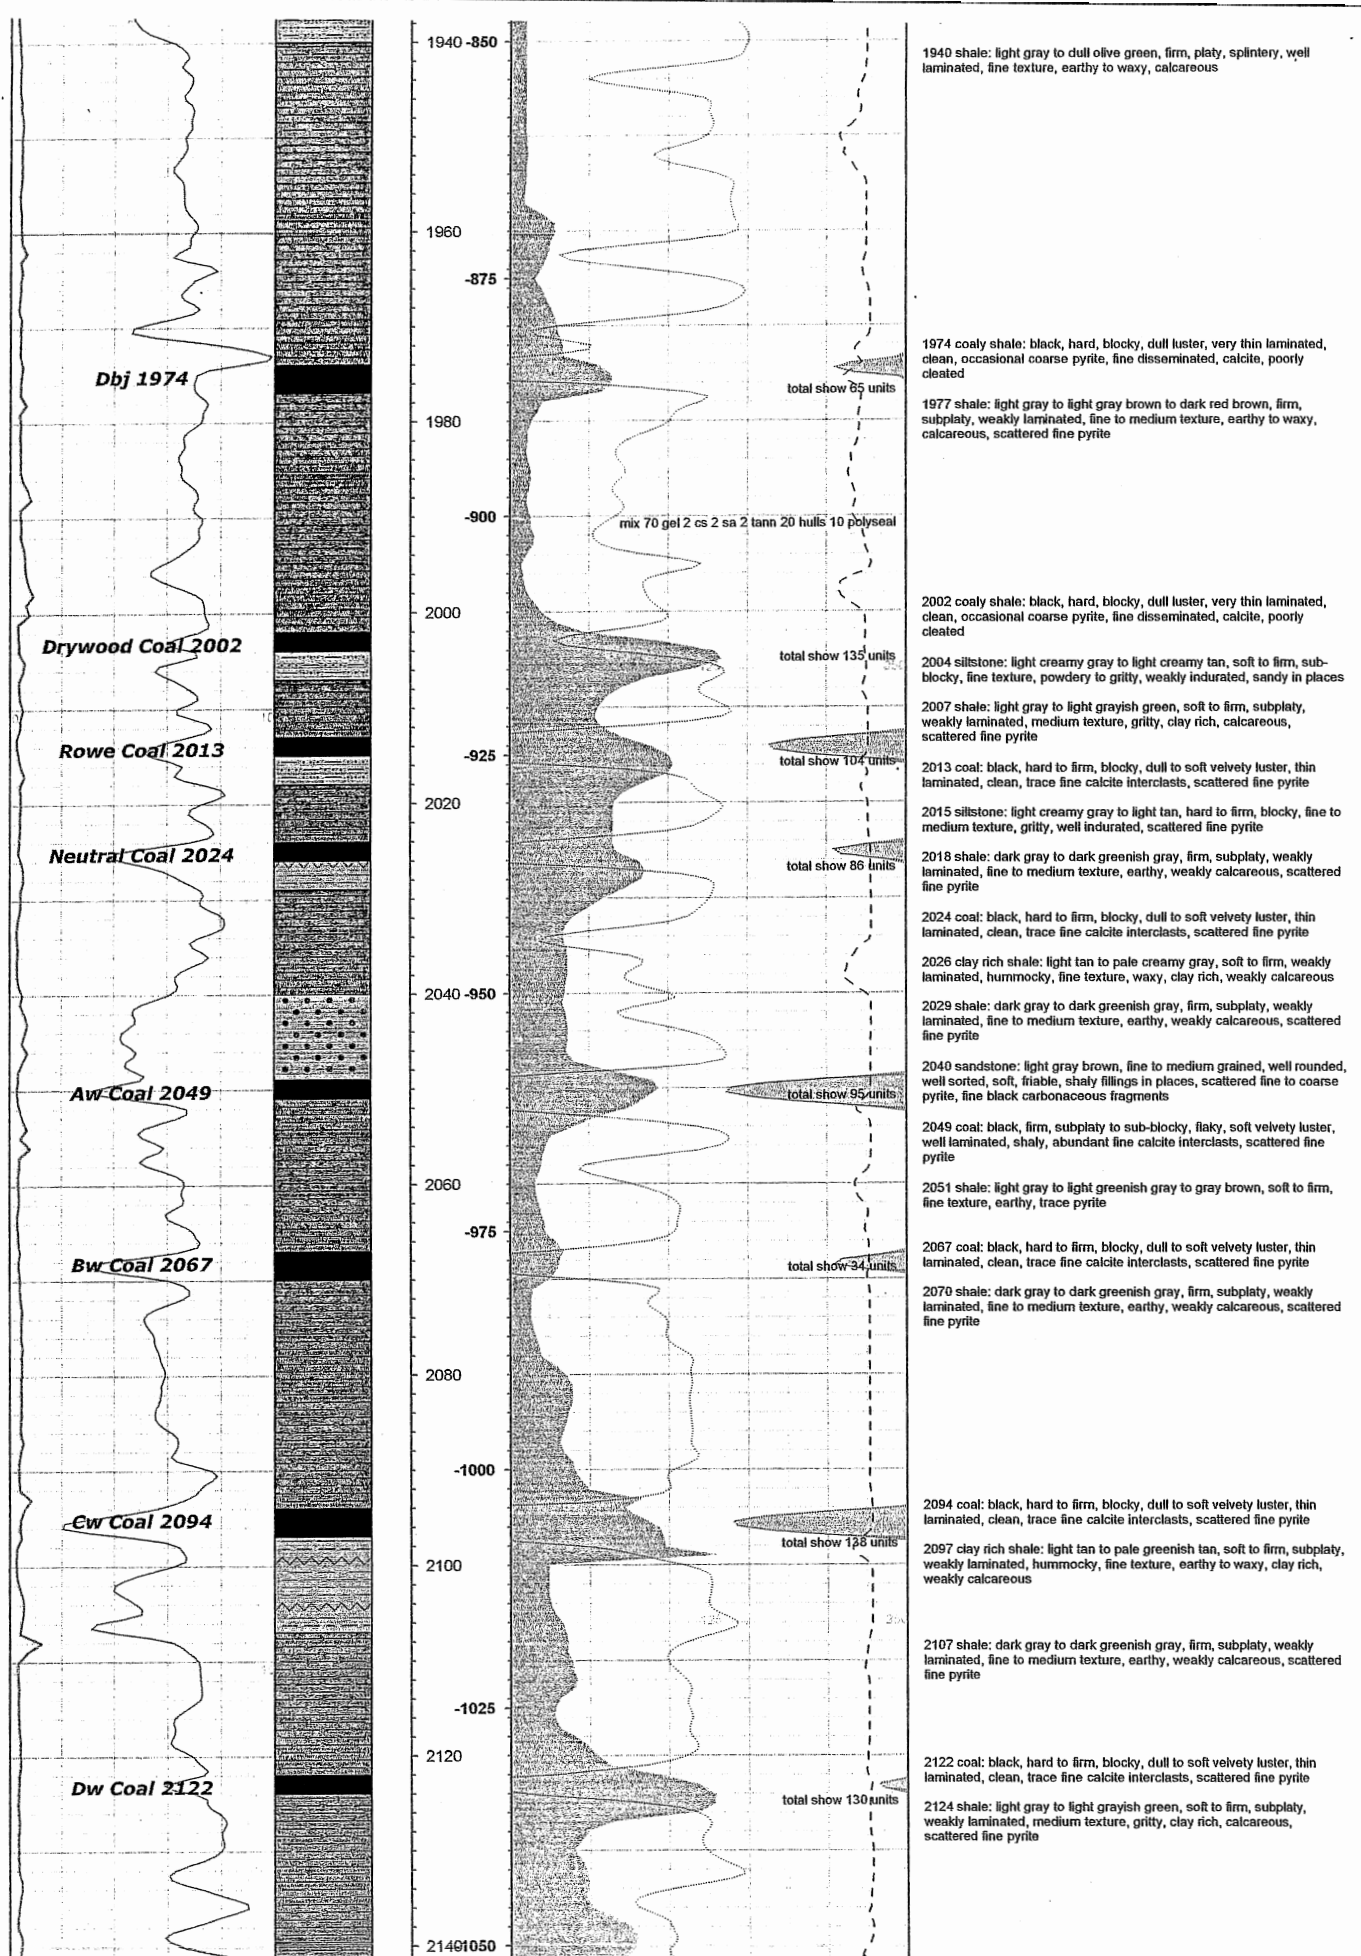 1940 -850
1940 shale: light gray to dull olive green, firm, platy, splintery, well
laminated, fine texture, earthy to waxy, calcareous
1960
-875
1974 coaly shale: black, hard, blocky, dull luster, very thin laminated,
clean, occasional coarse pyrite, fine disseminated, calcite, poorly
cleated
Dbj 1974
total show 65 units
1977 shale: light gray to light gray brown to dark red brown, firm,
subplaty, weakly laminated, fine to medium texture, earthy to waxy,
calcareous, scattered fine pyrite
1980
-900
mix 70 gel 2 cs 2 sa 2 tann 20 hulls 10 polyseal
2000
2002 coaly shale: black, hard, blocky, dull luster, very thin laminated,
clean, occasional coarse pyrite, fine disseminated, calcite, poorly
cleated
Drywood Coal 2002
total show 135 units
2004 siltstone: light creamy gray to light creamy tan, soft to firm, sub-
blocky, fine texture, powdery to gritty, weakly indurated, sandy in places
2007 shale: light gray to light grayish green, soft to firm, subplaty,
weakly laminated, medium texture, gritty, clay rich, calcareous,
scattered fine pyrite
Rowe Coal 2013
-925
total show 104 units
2013 coal: black, hard to firm, blocky, dull to soft velvety luster, thin
laminated, clean, trace fine calcite interclasts, scattered fine pyrite
2020
2015 siltstone: light creamy gray to light tan, hard to firm, blocky, fine to
medium texture, gritty, well indurated, scattered fine pyrite
Neutral Coal 2024
total show 86 units
2018 shale: dark gray to dark greenish gray, firm, subplaty, weakly
laminated, fine to medium texture, earthy, weakly calcareous, scattered
fine pyrite
2024 coal: black, hard to firm, blocky, dull to soft velvety luster, thin
laminated, clean, trace fine calcite interclasts, scattered fine pyrite
2026 clay rich shale: light tan to pale creamy gray, soft to firm, weakly
laminated, hummocky, fine texture, waxy, clay rich, weakly calcareous
2040 -950
2029 shale: dark gray to dark greenish gray, firm, subplaty, weakly
laminated, fine to medium texture, earthy, weakly calcareous, scattered
fine pyrite
2040 sandstone: light gray brown, fine to medium grained, well rounded,
well sorted, soft, friable, shaly fillings in places, scattered fine to coarse
pyrite, fine black carbonaceous fragments
Aw Coal 2049
total show 95 units
2049 coal: black, firm, subplaty to sub-blocky, flaky, soft velvety luster,
well laminated, shaly, abundant fine calcite interclasts, scattered fine
pyrite
2060
2051 shale: light gray to light greenish gray to gray brown, soft to firm,
fine texture, earthy, trace pyrite
-975
Bw Coal 2067
total show 34 units
2067 coal: black, hard to firm, blocky, dull to soft velvety luster, thin
laminated, clean, trace fine calcite interclasts, scattered fine pyrite
2070 shale: dark gray to dark greenish gray, firm, subplaty, weakly
laminated, fine to medium texture, earthy, weakly calcareous, scattered
fine pyrite
2080
-1000
2094 coal: black, hard to firm, blocky, dull to soft velvety luster, thin
laminated, clean, trace fine calcite interclasts, scattered fine pyrite
Cw Coal 2094
total show 138 units
2097 clay rich shale: light tan to pale greenish tan, soft to firm, subplaty,
weakly laminated, hummocky, fine texture, earthy to waxy, clay rich,
weakly calcareous
2100
2107 shale: dark gray to dark greenish gray, firm, subplaty, weakly
laminated, fine to medium texture, earthy, weakly calcareous, scattered
fine pyrite
-1025
2120
2122 coal: black, hard to firm, blocky, dull to soft velvety luster, thin
laminated, clean, trace fine calcite interclasts, scattered fine pyrite
Dw Coal 2122
total show 130 units
2124 shale: light gray to light grayish green, soft to firm, subplaty,
weakly laminated, medium texture, gritty, clay rich, calcareous,
scattered fine pyrite
2140 -1050